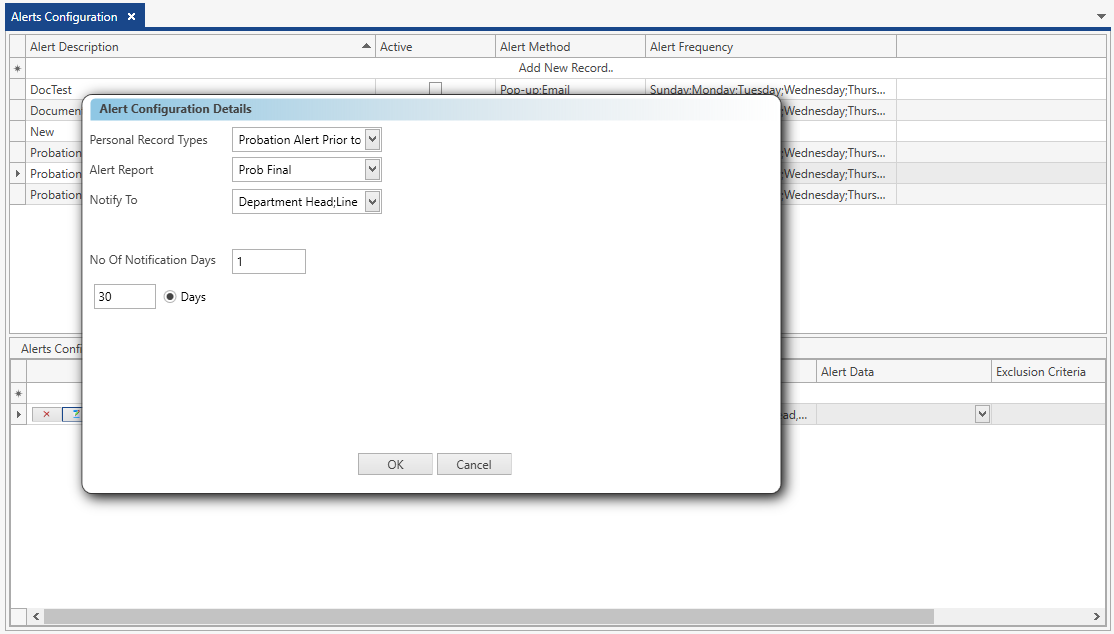 Alerts Configuration
Alert Description Active Alert Method Alert Frequency
Add New Record..
DocTest Pop-up;Email Sunday;Monday;Tuesday;Wednesday;Thurs...
Documen Wednesday;Thurs...
New
Probation Wednesday;Thurs...
Probation Wednesday;Thurs...
Probation Wednesday;Thurs...
Alert Configuration Details
Personal Record Types Probation Alert Prior to
Alert Report Prob Final
Notify To Department Head;Line
No Of Notification Days 1
30 Days
OK Cancel
Alerts Confi
Alert Data Exclusion Criteria
ead,...